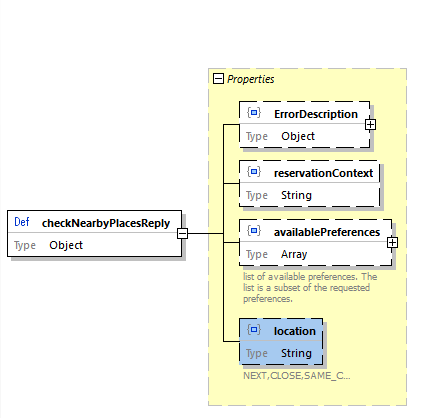 Properties
{} ErrorDescription
Type Object
{} reservationContext
Type String
{} availablePreferences
Type Array
list of available preferences. The
list is a subset of the requested
preferences.
Def checkNearbyPlacesReply
Type Object
{} location
Type String
NEXT,CLOSE,SAME_C...